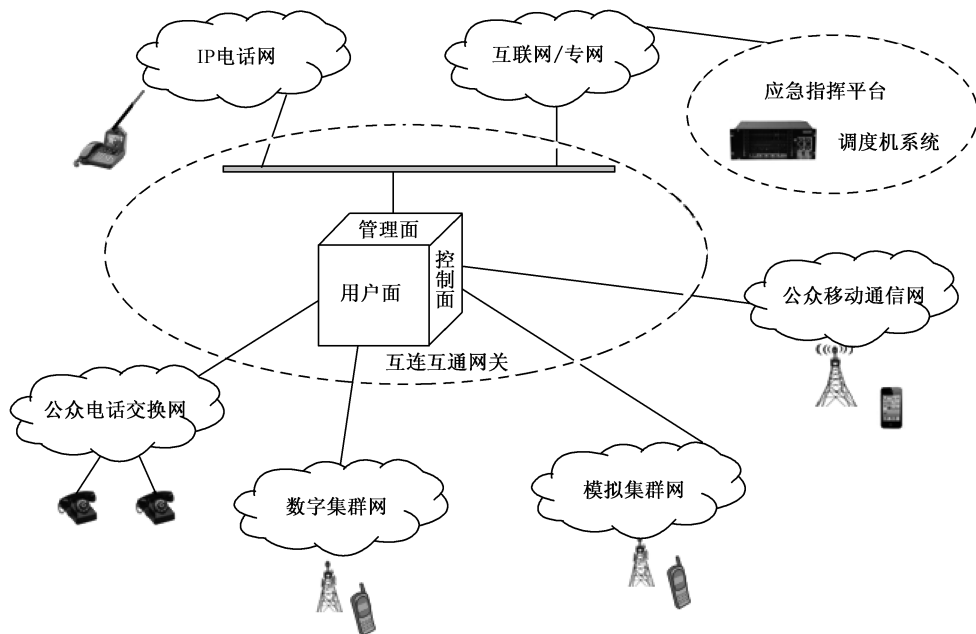 IP电话网
互联网/专网
应急指挥平台
调度机系统
管理面
控制面
用户面
公众移动通信网
互连互通网关
公众电话交换网
数字集群网
模拟集群网